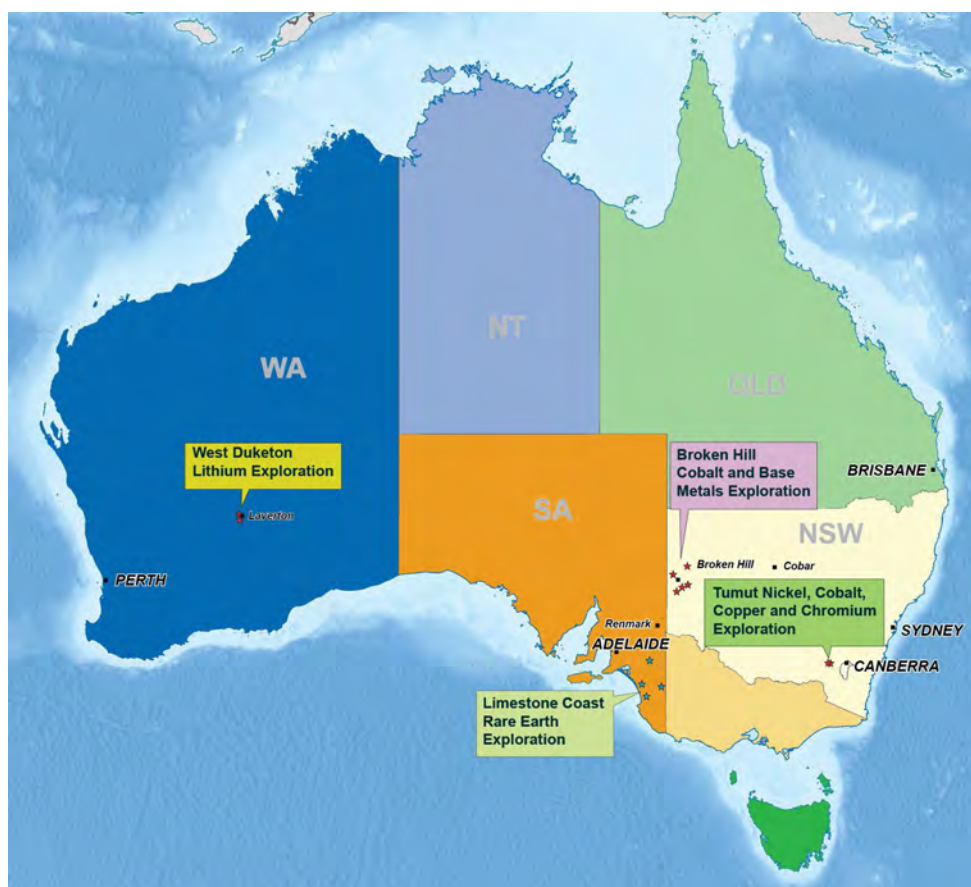 NT
WA
QLD
West Duketon
Lithium Exploration
Broken Hill
Cobalt and Base
Metals Exploration
BRISBANE
Laverton
SA
NSW
PERTH
Broken Hill
Cobar
Tumut Nickel, Cobalt,
Copper and Chromium
Exploration
Renmark
SYDNEY
ADELAIDE
CANBERRA
Limestone Coast
Rare Earth
Exploration